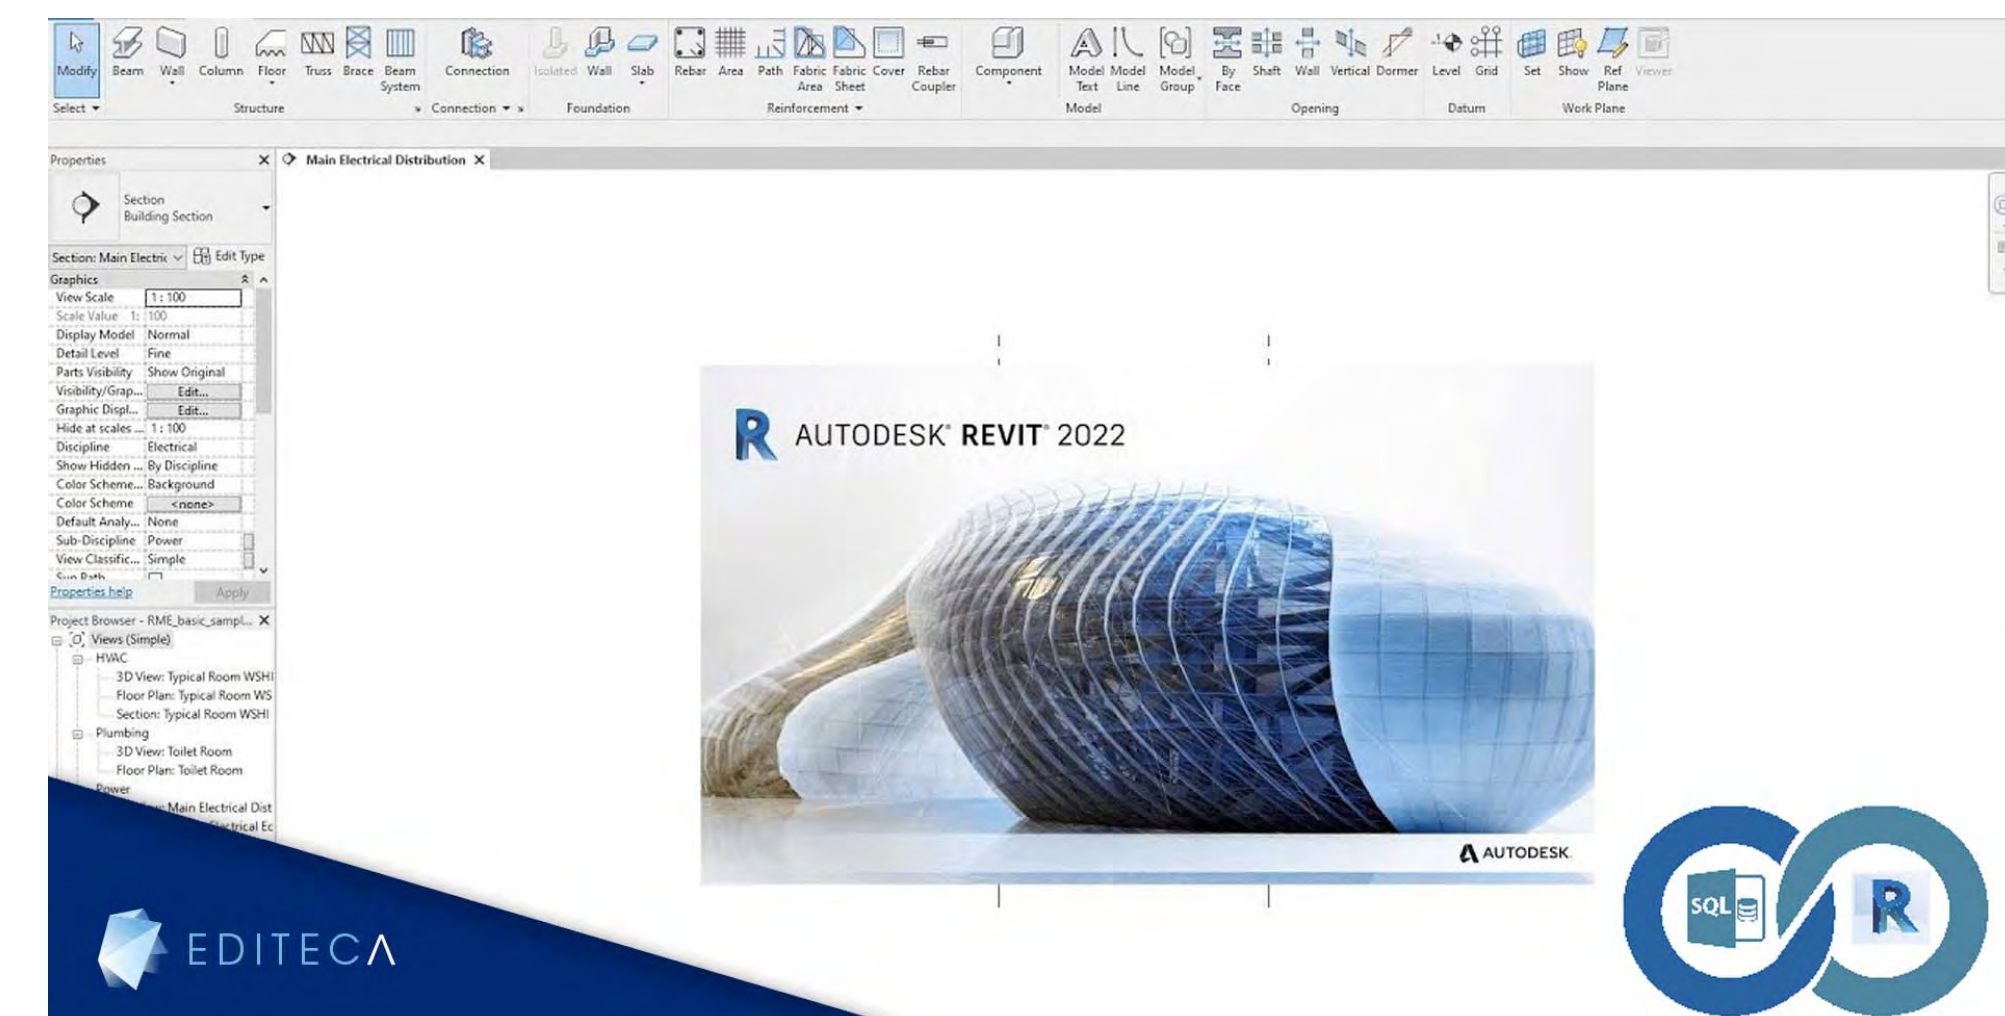 Modify Beam Wall Column Floor Truss Brace Beam System Connection Isolated Wall Slab Rebar Area Path Fabric Area Fabric Sheet Cover Rebar Coupler Component Model Text Model Line Model Group By Face Shaft Wall Vertical Dormer Level Grid Set Show Ref Plane Viewer
Select Structure Connection Foundation Reinforcement Model Opening Datum Work Plane
Properties X Main Electrical Distribution X
Section
Building Section
Section: Main Electric Edit Type
Graphics
View Scale 1 : 100
Scale Value 1: 100
Display Model Normal
Detail Level Fine
Parts Visibility Show Original
Visibility/Grap... Edit...
Graphic Displ... Edit...
Hide at scales ... 1 : 100
Discipline Electrical
Show Hidden ... By Discipline
Color Scheme... Background
Color Scheme <none>
Default Analy... None
Sub-Discipline Power
View Classific... Simple
Sun Path
Properties help Apply
Project Browser - RME_basic_sampl... X
Views (Simple)
HVAC
3D View: Typical Room WSHI
Floor Plan: Typical Room WS
Section: Typical Room WSHI
Plumbing
3D View: Toilet Room
Floor Plan: Toilet Room
Power
Main Electrical Dist
R AUTODESK® REVIT® 2022
AUTODESK.
EDITECA
SQL R